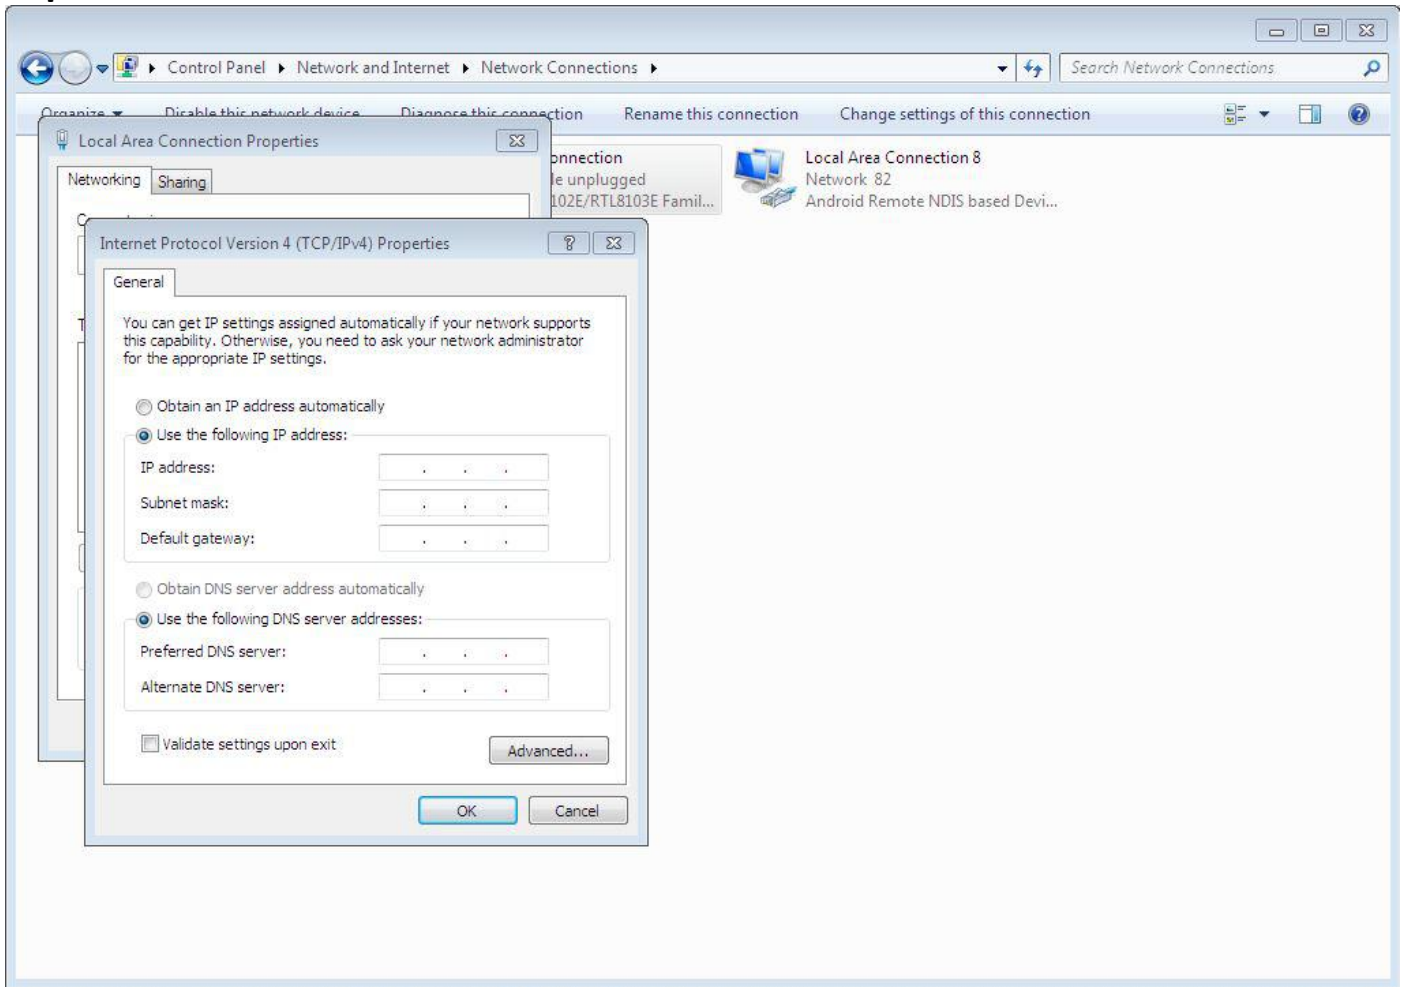 Control Panel Network and Internet Network Connections
Search Network Connections
Organize Disable this network device Diagnose this connection Rename this connection Change settings of this connection
Local Area Connection Properties
Networking Sharing
onnection
le unplugged
102E/RTL8103E Famil...
Local Area Connection 8
Network 82
Android Remote NDIS based Devi...
Internet Protocol Version 4 (TCP/IPv4) Properties
General
You can get IP settings assigned automatically if your network supports
this capability. Otherwise, you need to ask your network administrator
for the appropriate IP settings.
Obtain an IP address automatically
Use the following IP address:
IP address: . . .
Subnet mask: . . .
Default gateway: . . .
Obtain DNS server address automatically
Use the following DNS server addresses:
Preferred DNS server: . . .
Alternate DNS server: . . .
Validate settings upon exit
Advanced...
OK Cancel